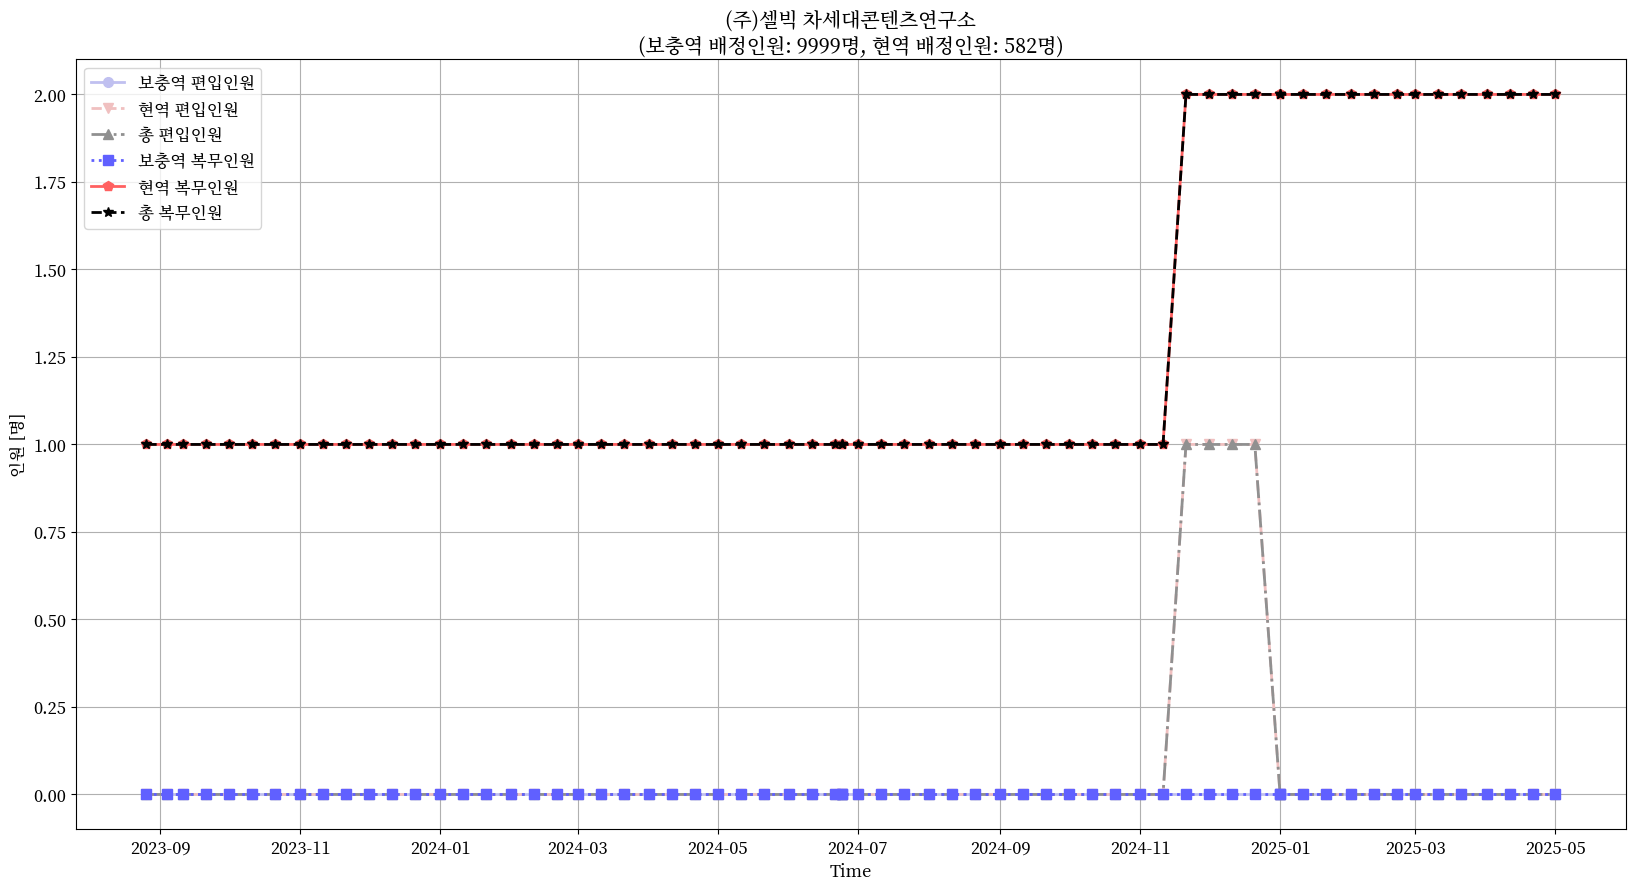 (주)셀빅 차세대콘텐츠연구소
(보충역 배정인원: 9999명, 현역 배정인원: 582명)
보충역 편입인원
현역 편입인원
총 편입인원
보충역 복무인원
현역 복무인원
총 복무인원
2.00
1.75
1.50
1.25
1.00
0.75
0.50
0.25
0.00
인원 [명]
2023-09 2023-11 2024-01 2024-03 2024-05 2024-07 2024-09 2024-11 2025-01 2025-03 2025-05
Time